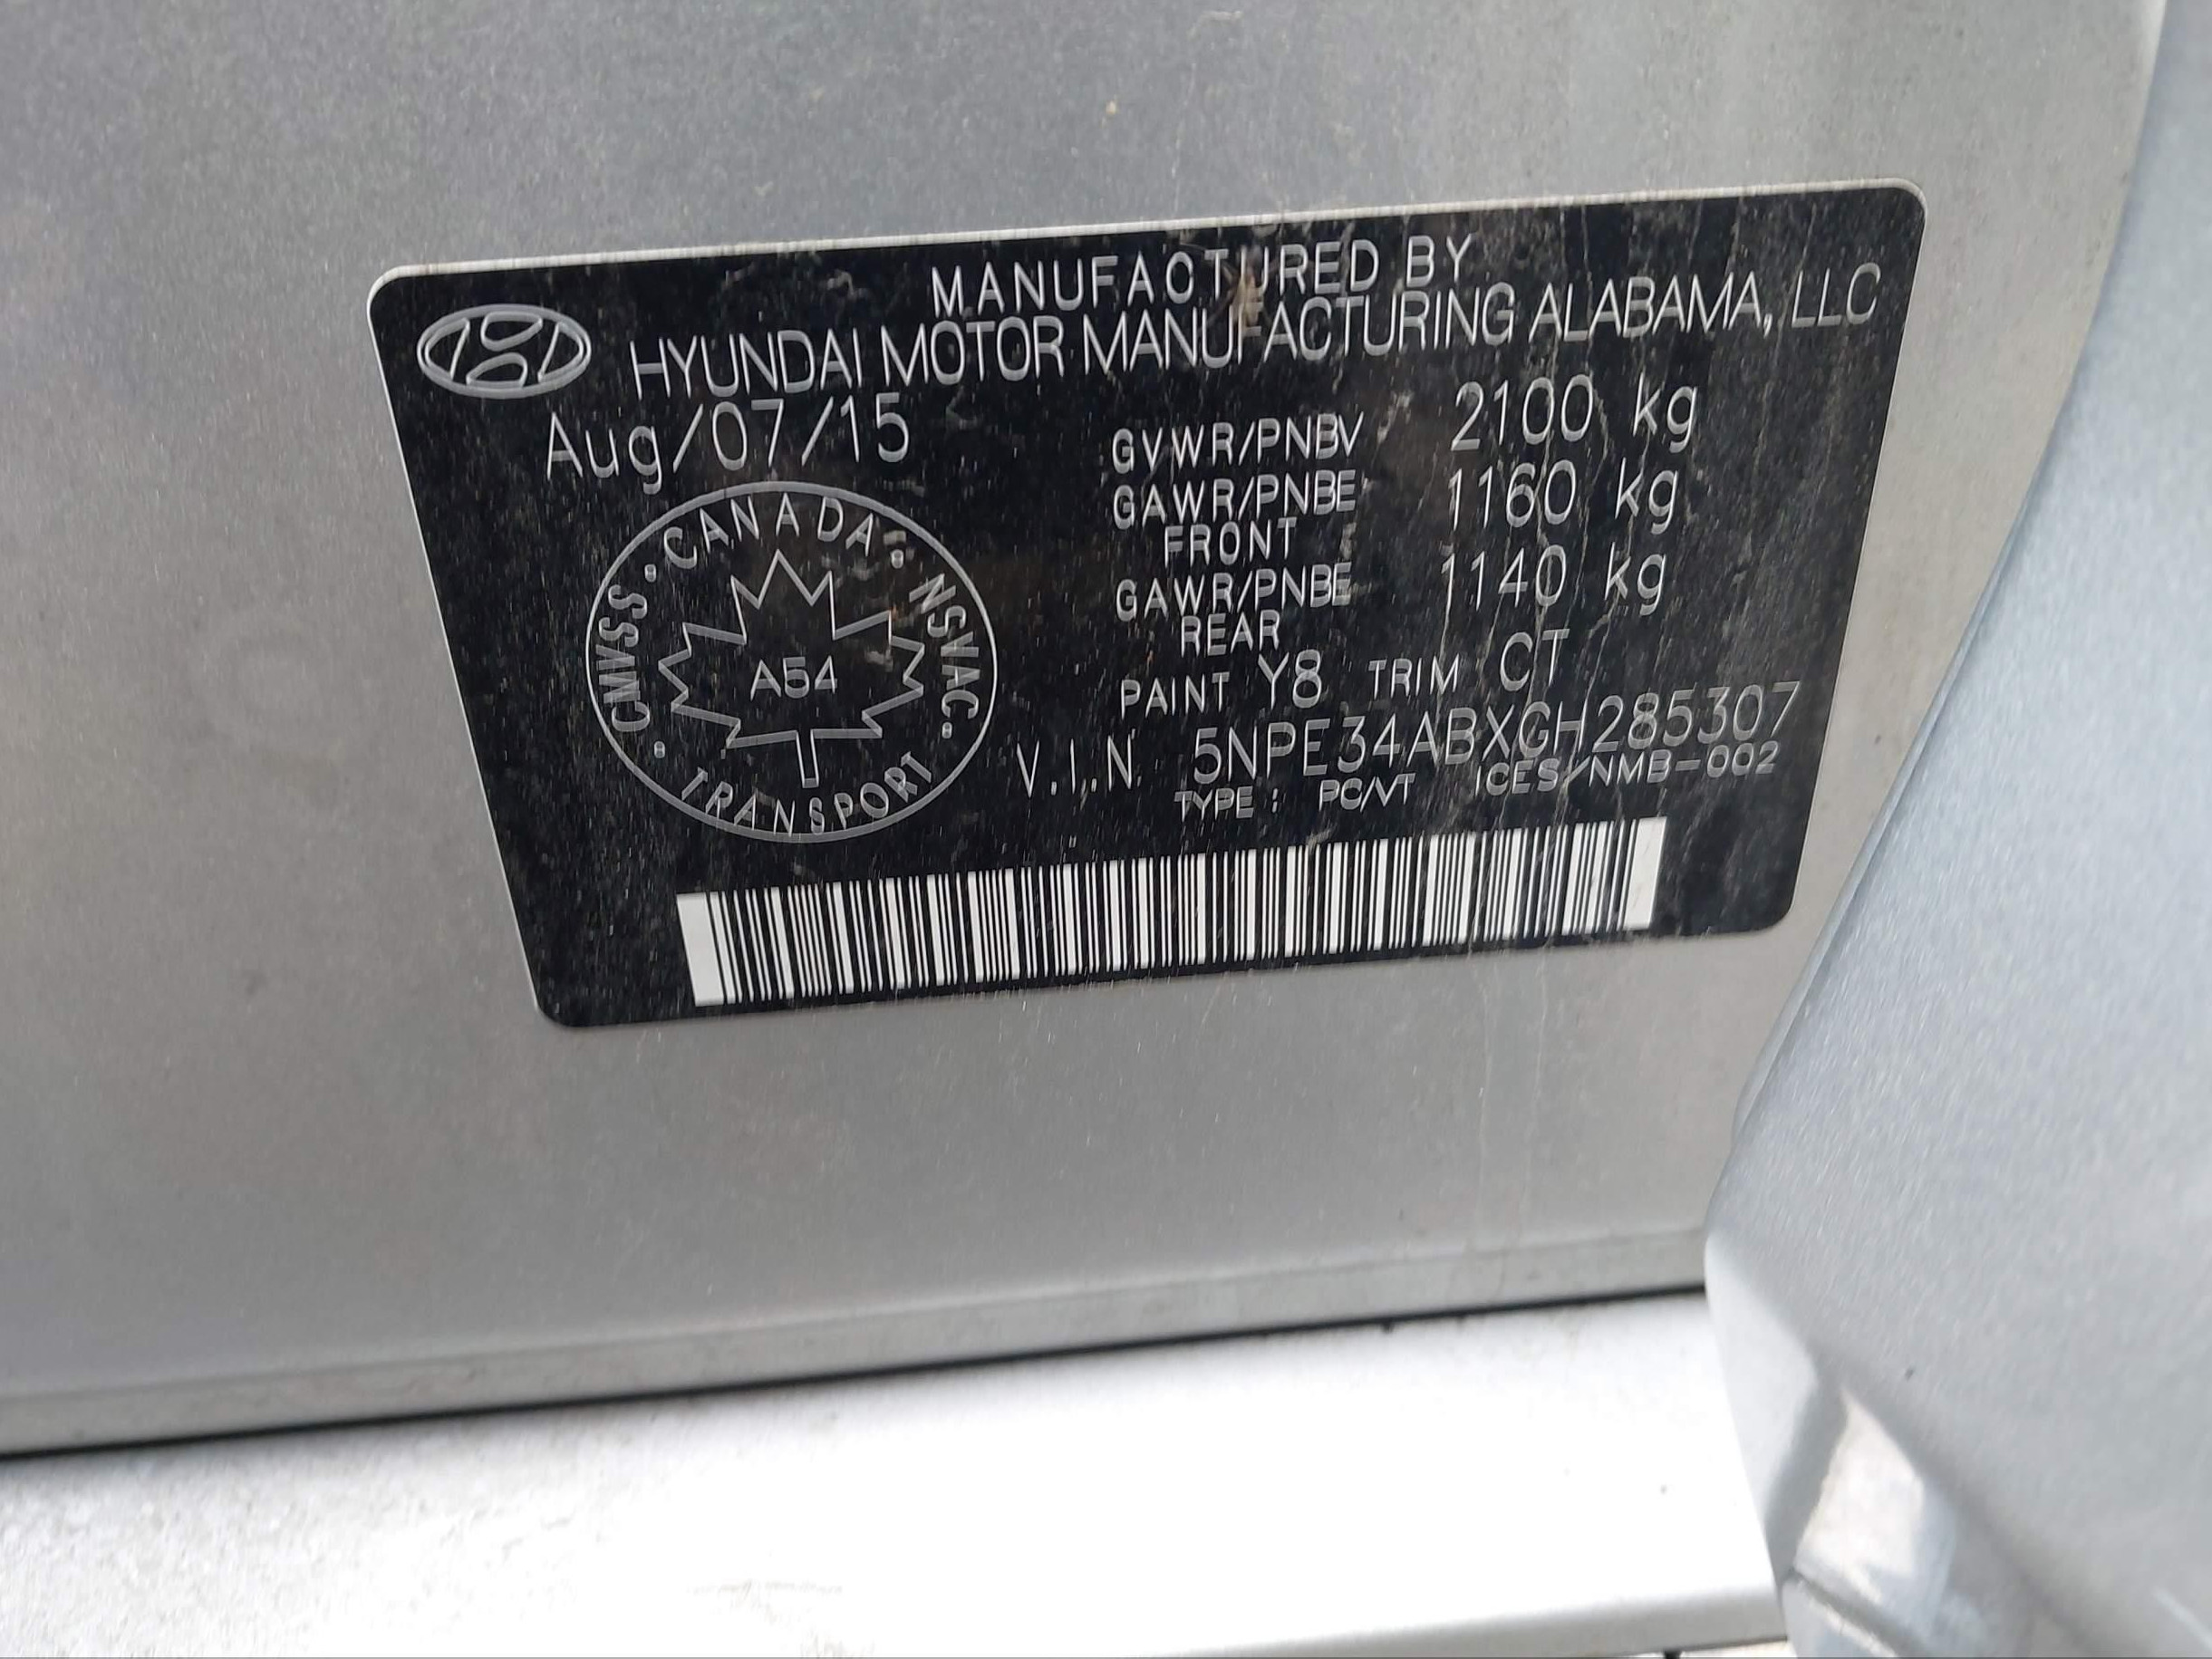 MANUFACTURED BY
HYUNDAI MOTOR MANUFACTURING ALABAMA, LLC
Aug/07/15
GVWR/PNBV 2100 kg
GAWR/PNBE FRONT 1160 kg
GAWR/PNBE REAR 1140 kg
PAINT Y8 TRIM CT
V.I.N 5NPE34ABXGH285307
TYPE : PC/VT ICES/NMB-002
CANADA · NSVAC · TRANSPORT · CMVSS ·
A54